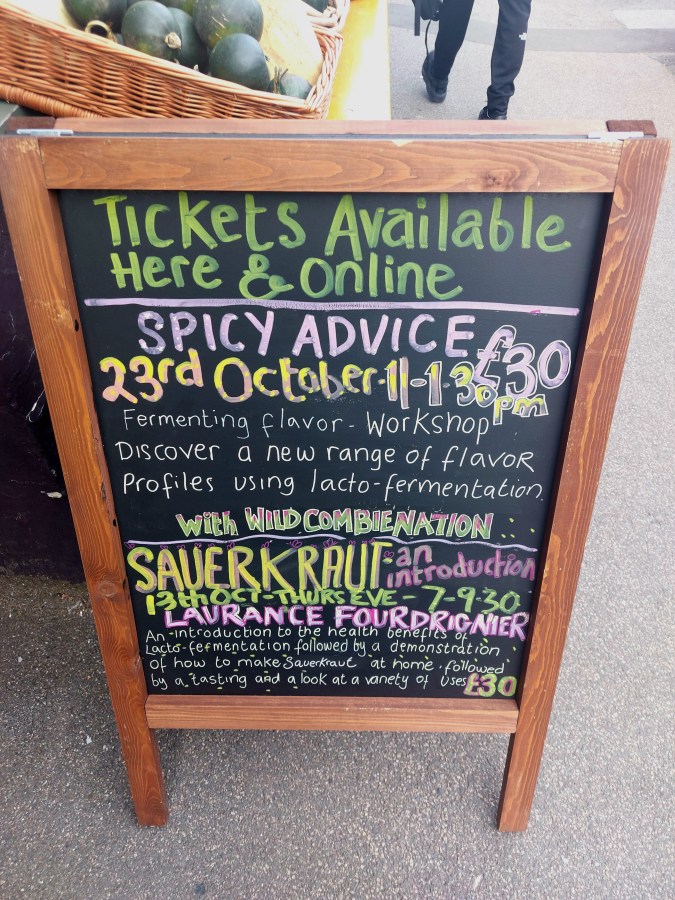 Tickets Available
Here & Online
SPICY ADVICE £30
23rd October-11-1-30pm
Fermenting flavor - Workshop
Discover a new range of flavor
Profiles using lacto-fermentation.
with WILD COMBIENATION
SAUERKRAUT-an introduction
13th OCT-THURS EVE - 7-9.30
LAURANCE FOURDRIGNIER
An introduction to the health benefits of
Lacto-fermentation followed by a demonstration
of how to make Sauerkraut at home. followed
by a tasting and a look at a variety of uses £30